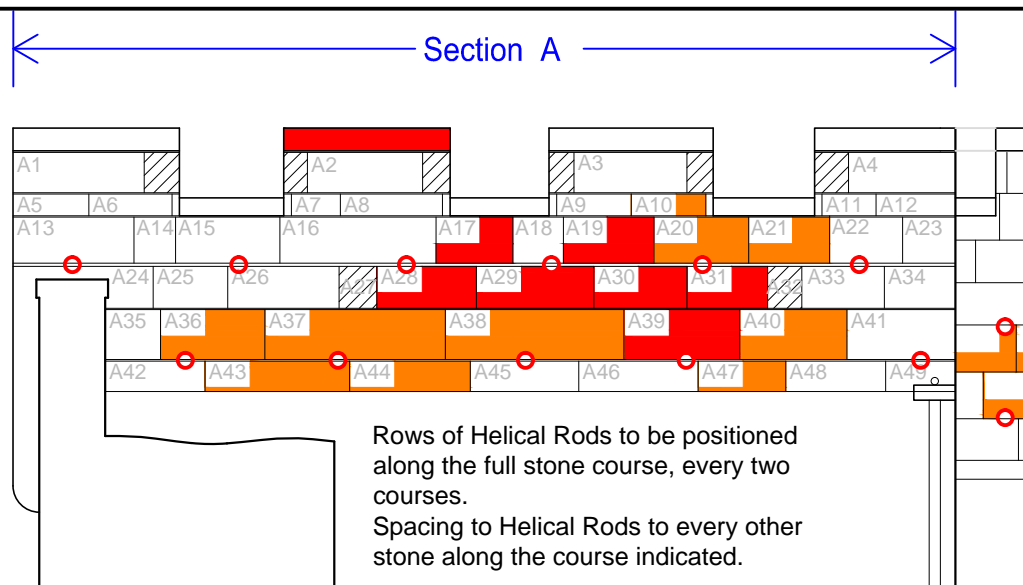 Section A
A1
A2
A3
A4
A5 A6 A7 A8 A9 A10 A11 A12
A13 A14 A15 A16 A17 A18 A19 A20 A21 A22 A23
A24 A25 A26 A27 A28 A29 A30 A31 A32 A33 A34
A35 A36 A37 A38 A39 A40 A41
A42 A43 A44 A45 A46 A47 A48 A49
Rows of Helical Rods to be positioned
along the full stone course, every two
courses.
Spacing to Helical Rods to every other
stone along the course indicated.